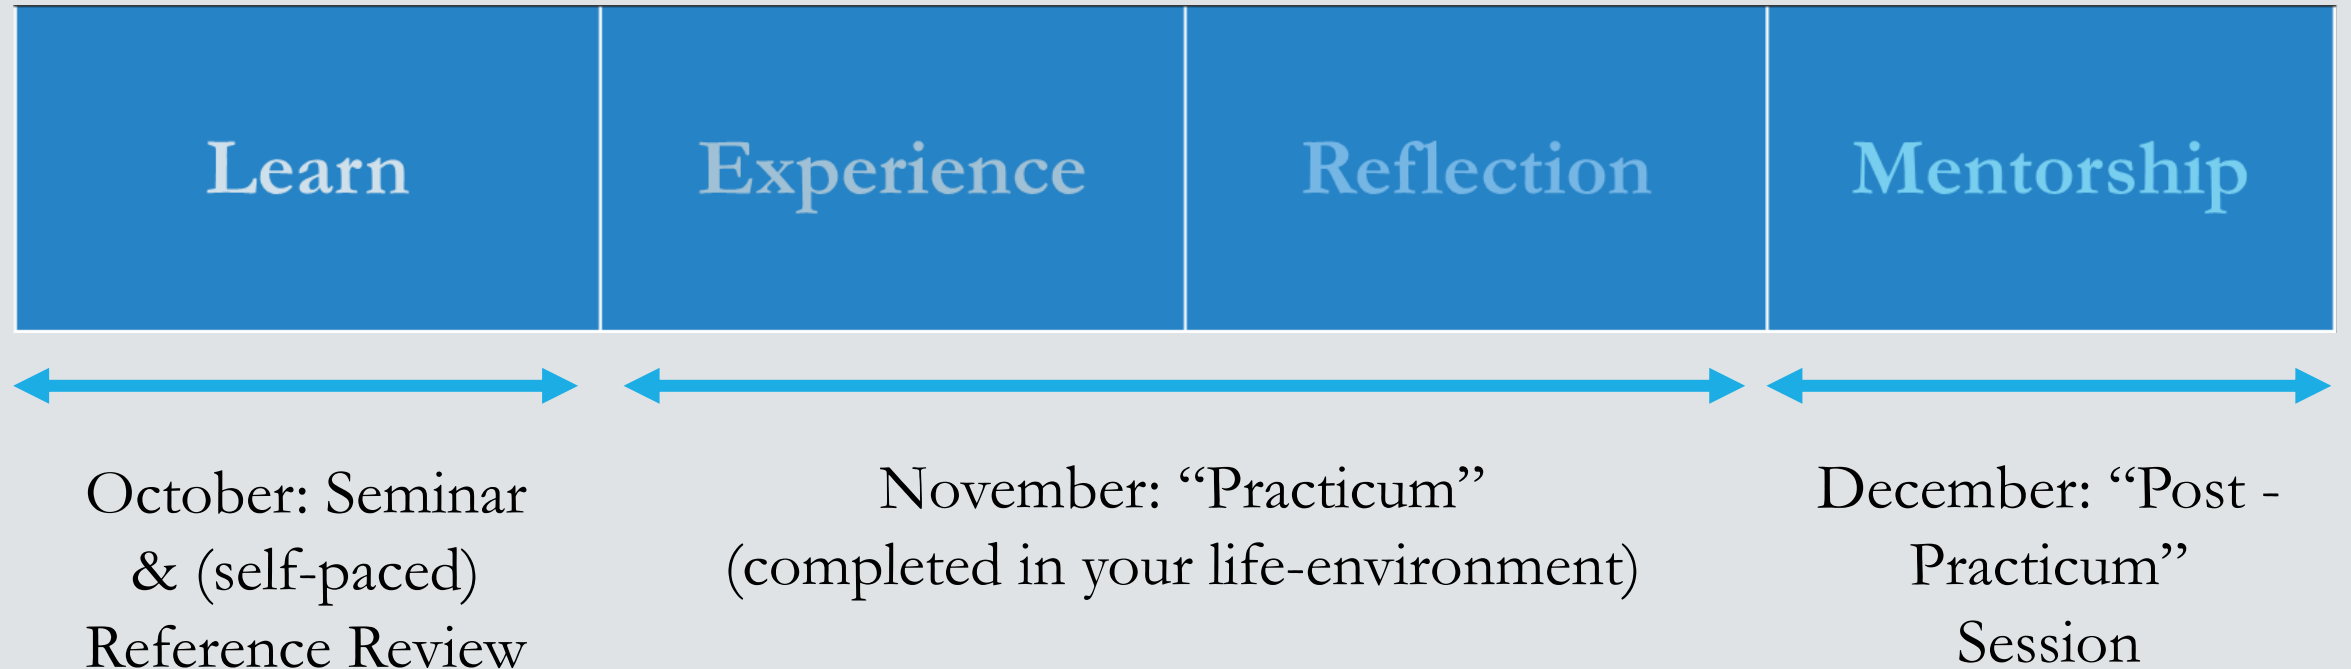 Learn
Experience
Reflection
Mentorship
October: Seminar
& (self-paced)
Reference Review
November: “Practicum”
(completed in your life-environment)
December: “Post -
Practicum”
Session